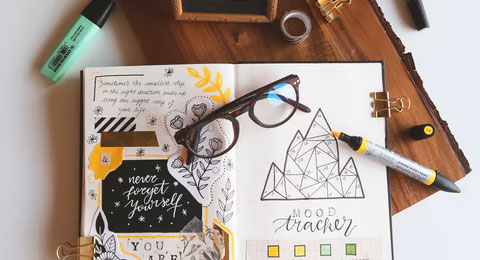 Sometimes the smallest step
in the right direction ends up
being the biggest step of
your life
&
never
forget
yourself
YOU ARE
MOOD
tracker